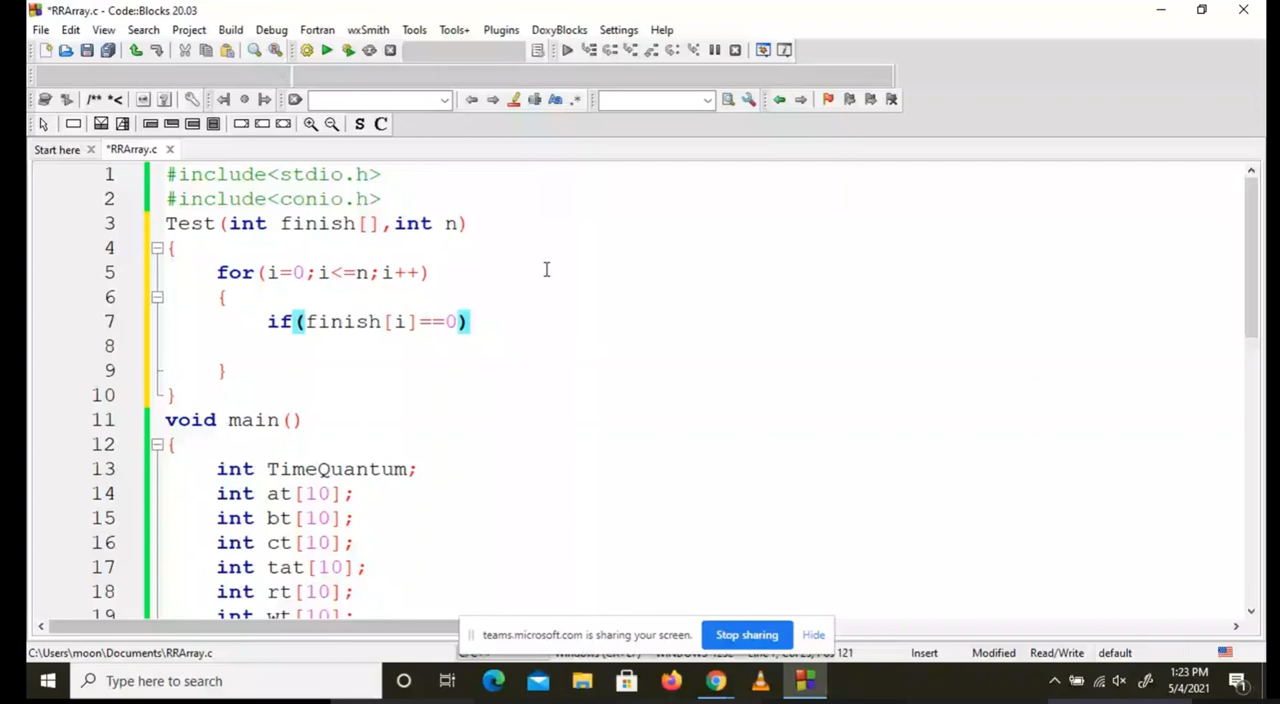 *RRArray.c - Code::Blocks 20.03
File Edit View Search Project Build Debug Fortran wxSmith Tools Tools+ Plugins DoxyBlocks Settings Help
/** *<
S C
Start here *RRArray.c
1 #include<stdio.h>
2 #include<conio.h>
3 Test(int finish[],int n)
4 {
5 for(i=0;i<=n;i++)
6 {
7 if(finish[i]==0)
8
9 }
10 }
11 void main()
12 {
13 int TimeQuantum;
14 int at[10];
15 int bt[10];
16 int ct[10];
17 int tat[10];
18 int rt[10];
19 int wt[10];
teams.microsoft.com is sharing your screen. Stop sharing Hide
C:\Users\moon\Documents\RRArray.c Insert Modified Read/Write default
Type here to search
1:23 PM
5/4/2021